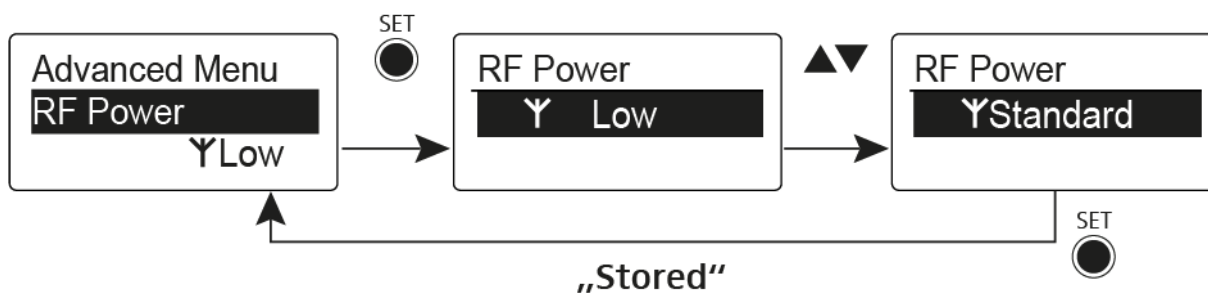 SET
Advanced Menu
RF Power
Low
RF Power
Low
RF Power
Standard
SET
„Stored“